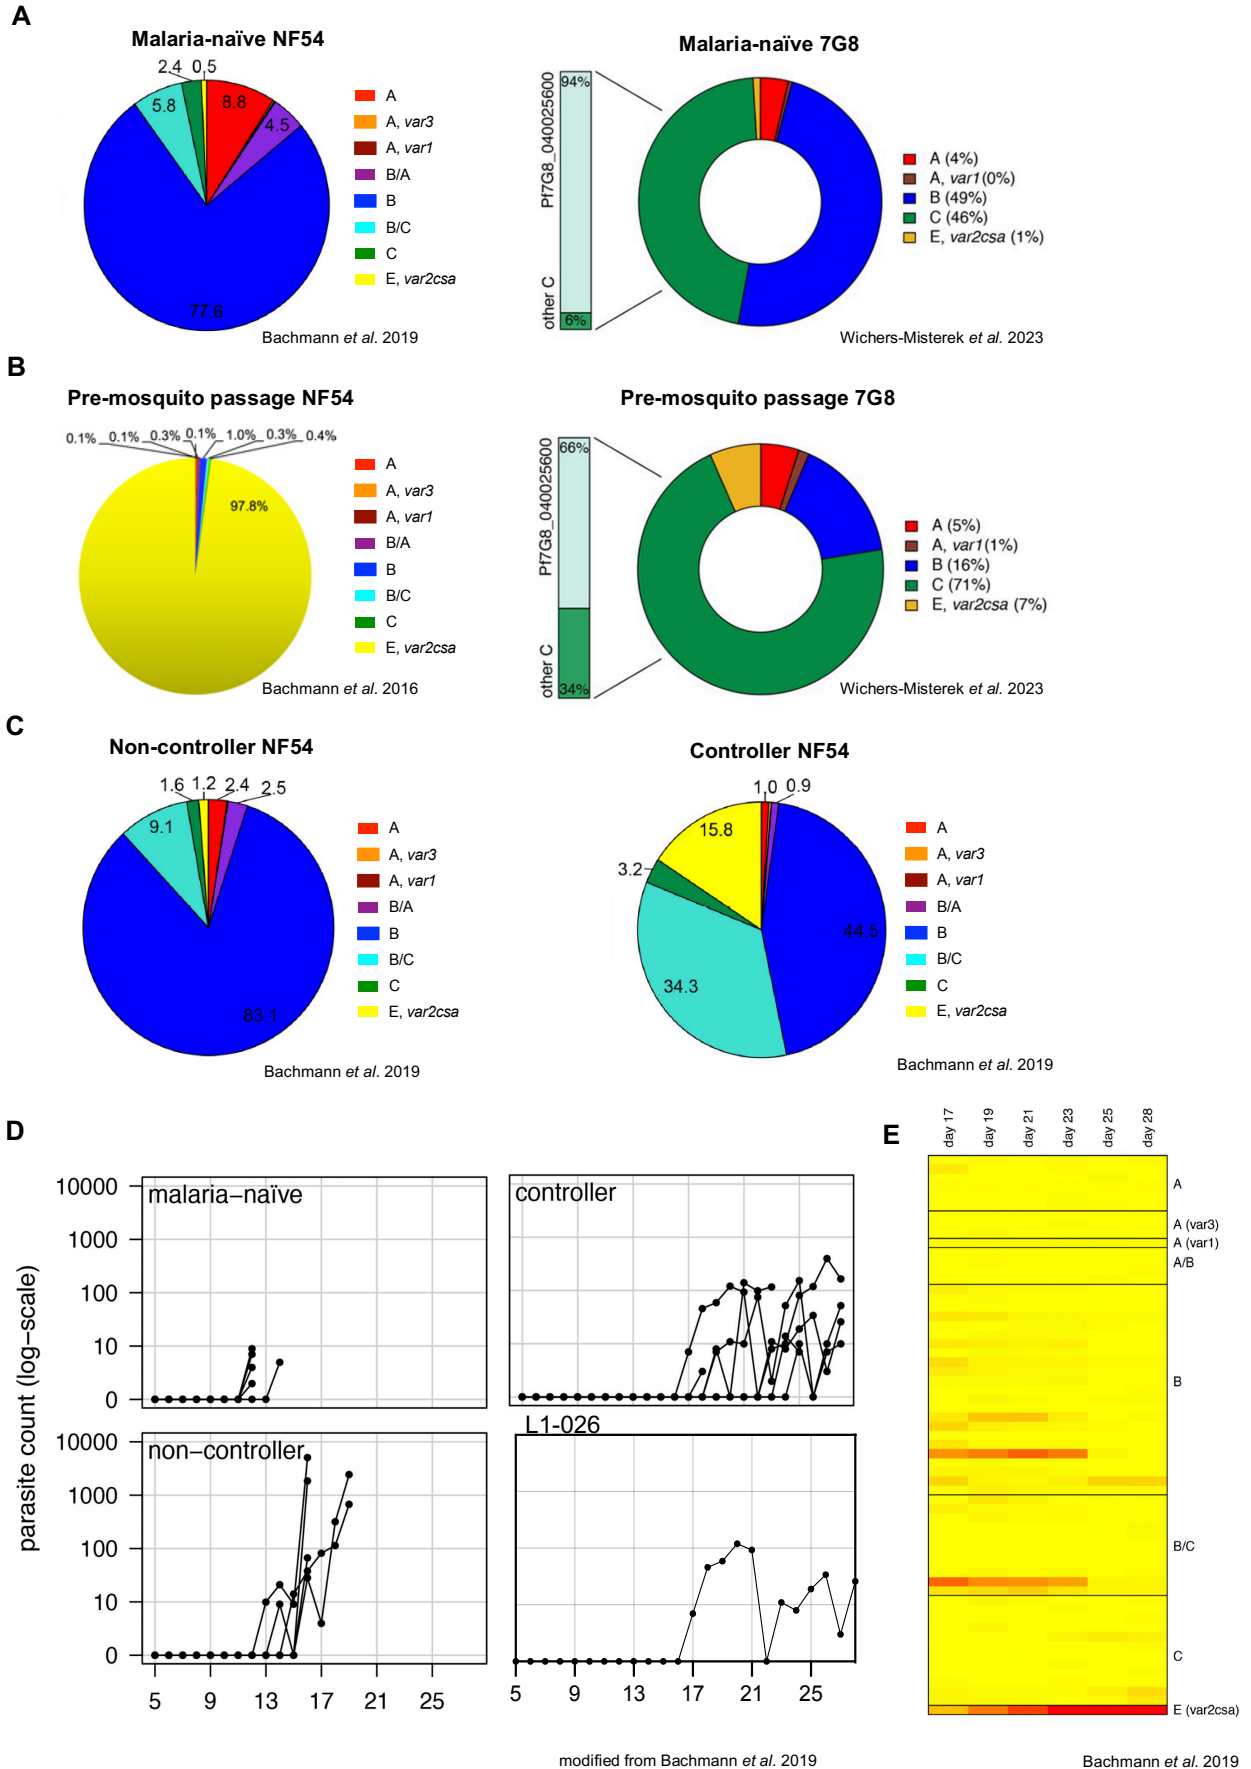 A
Malaria-naïve NF54
2.4 0.5
5.8
8.8
4.5
77.6
A
A, var3
A, var1
B/A
B
B/C
C
E, var2csa
Bachmann et al. 2019
Malaria-naïve 7G8
94%
Pf7G8_040025600
other C
6%
A (4%)
A, var1(0%)
B (49%)
C (46%)
E, var2csa (1%)
Wichers-Misterek et al. 2023
B
Pre-mosquito passage NF54
0.1% 0.1% 0.3% 0.1% 1.0% 0.3% 0.4%
97.8%
A
A, var3
A, var1
B/A
B
B/C
C
E, var2csa
Bachmann et al. 2016
Pre-mosquito passage 7G8
66%
Pf7G8_040025600
other C
34%
A (5%)
A, var1(1%)
B (16%)
C (71%)
E, var2csa (7%)
Wichers-Misterek et al. 2023
C
Non-controller NF54
1.6 1.2 2.4 2.5
9.1
83.1
A
A, var3
A, var1
B/A
B
B/C
C
E, var2csa
Bachmann et al. 2019
Controller NF54
1.0 0.9
15.8
3.2
44.5
34.3
A
A, var3
A, var1
B/A
B
B/C
C
E, var2csa
Bachmann et al. 2019
D
parasite count (log−scale)
malaria−naïve
10000
1000
100
10
0
controller
non−controller
10000
1000
100
10
0
5 9 13 17 21 25
L1-026
5 9 13 17 21 25
modified from Bachmann et al. 2019
E
day 17
day 19
day 21
day 23
day 25
day 28
A
A (var3)
A (var1)
A/B
B
B/C
C
E (var2csa)
Bachmann et al. 2019